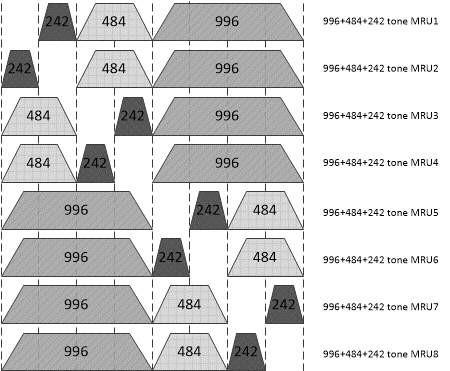 242 484 996 996+484+242 tone MRU1
242 484 996 996+484+242 tone MRU2
484 242 996 996+484+242 tone MRU3
484 242 996 996+484+242 tone MRU4
996 242 484 996+484+242 tone MRU5
996 242 484 996+484+242 tone MRU6
996 484 242 996+484+242 tone MRU7
996 484 242 996+484+242 tone MRU8